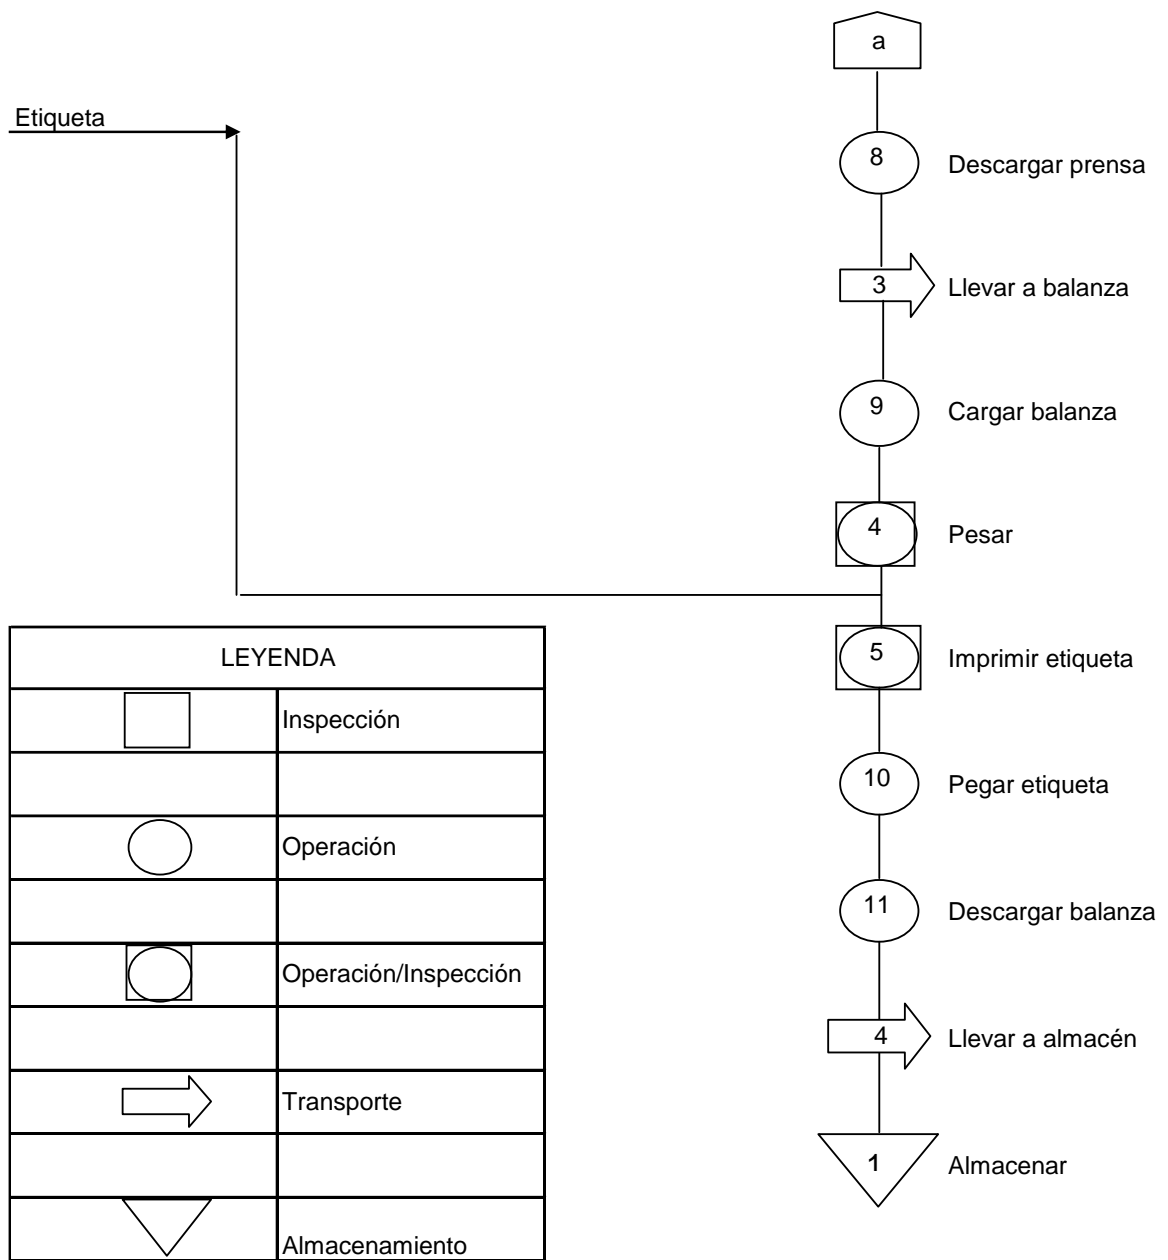 a
Etiqueta
8 Descargar prensa
3 Llevar a balanza
9 Cargar balanza
4 Pesar
5 Imprimir etiqueta
10 Pegar etiqueta
11 Descargar balanza
4 Llevar a almacén
1 Almacenar
LEYENDA
Inspección
Operación
Operación/Inspección
Transporte
Almacenamiento